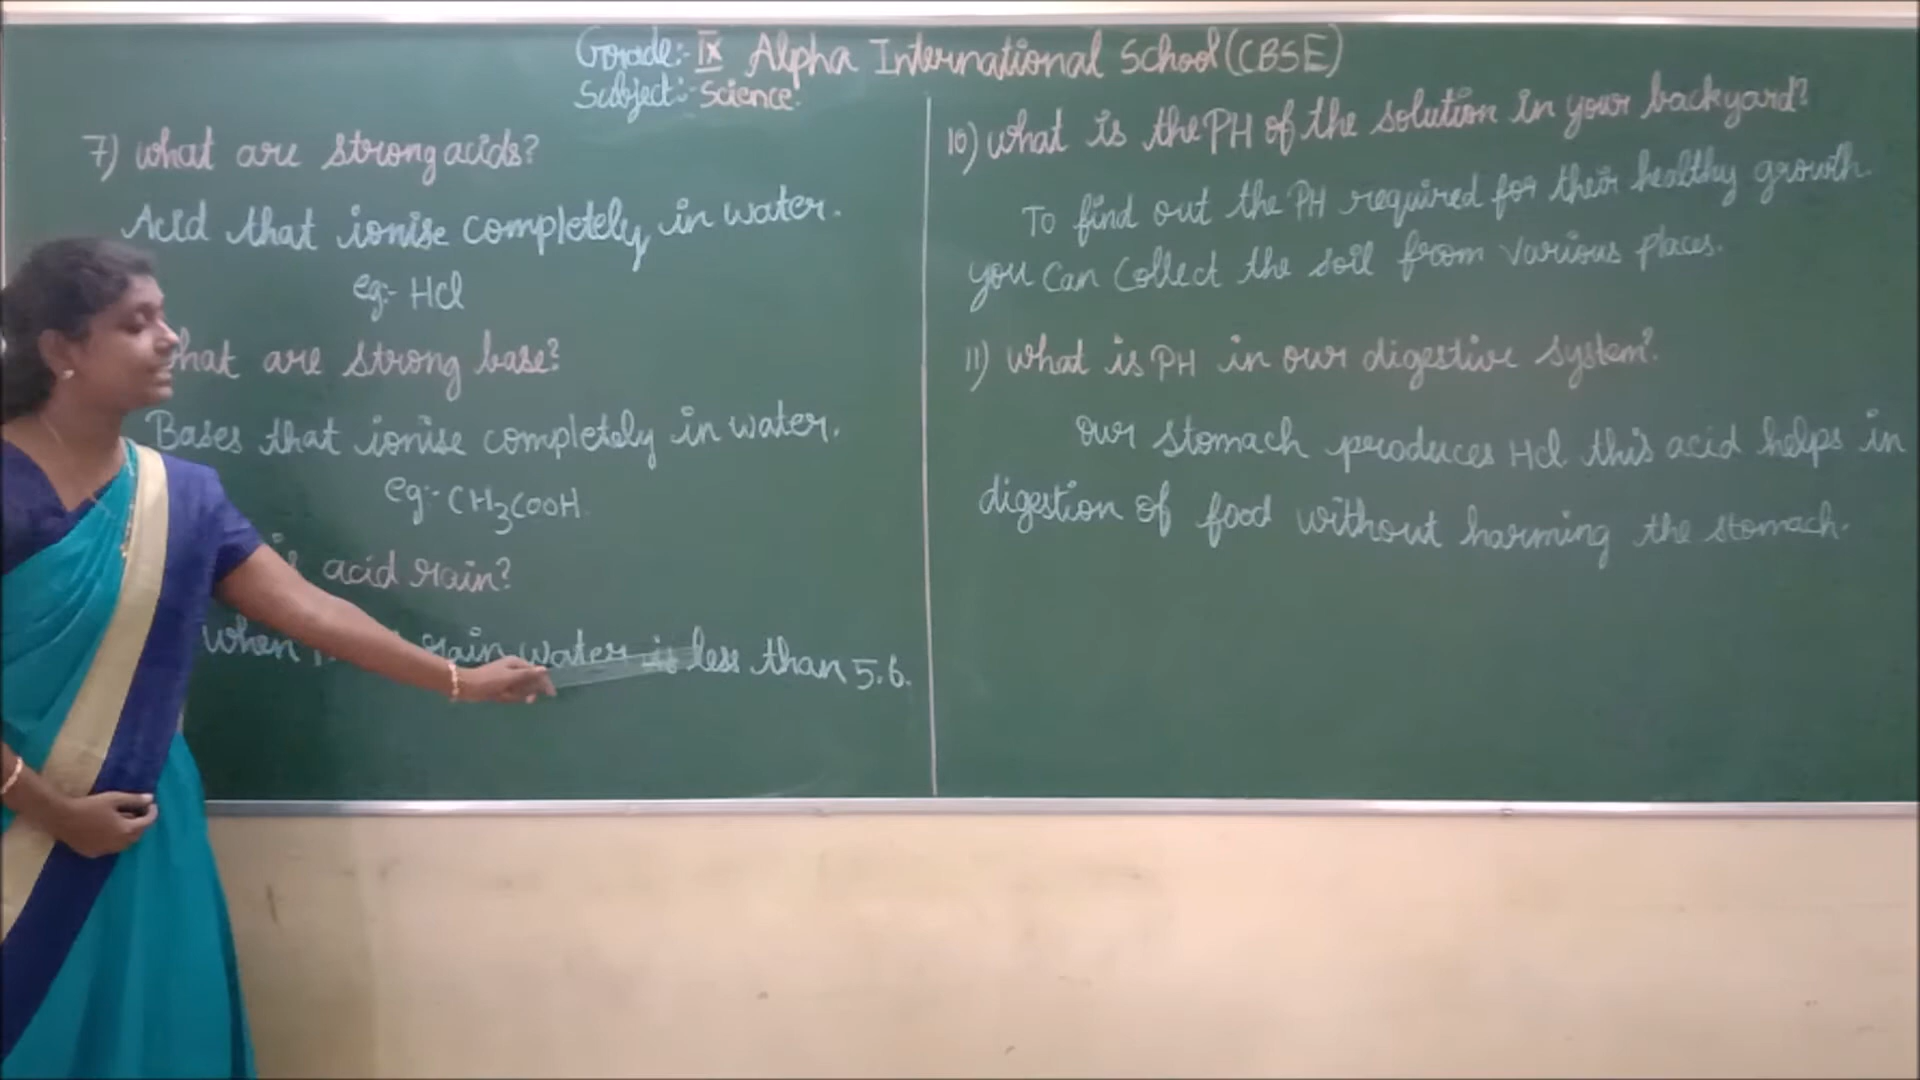 Grade:- IX Alpha International School (CBSE)
Subject:- Science.
7) what are strong acids?
Acid that ionise completely in water.
eg:- Hcl
hat are strong base?
Bases that ionise completely in water.
eg:- CH3COOH
acid rain?
when rain water is less than 5.6.
10) what is the PH of the solution in your backyard?
To find out the PH required for their healthy growth.
you can collect the soil from various places.
11) what is PH in our digestive system?
our stomach produces Hcl. this acid helps in
digestion of food without harming the stomach.